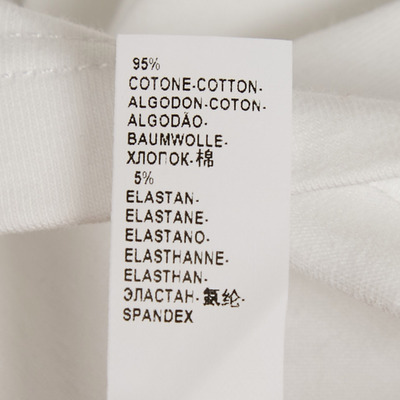 95%
COTONE-COTTON-
ALGODON-COTON-
ALGODÃO-
BAUMWOLLE-
ХЛОПОК-棉
5%
ELASTAN-
ELASTANE-
ELASTANO-
ELASTHANNE-
ELASTHAN-
ЭЛАСТАН-氨纶-
SPANDEX